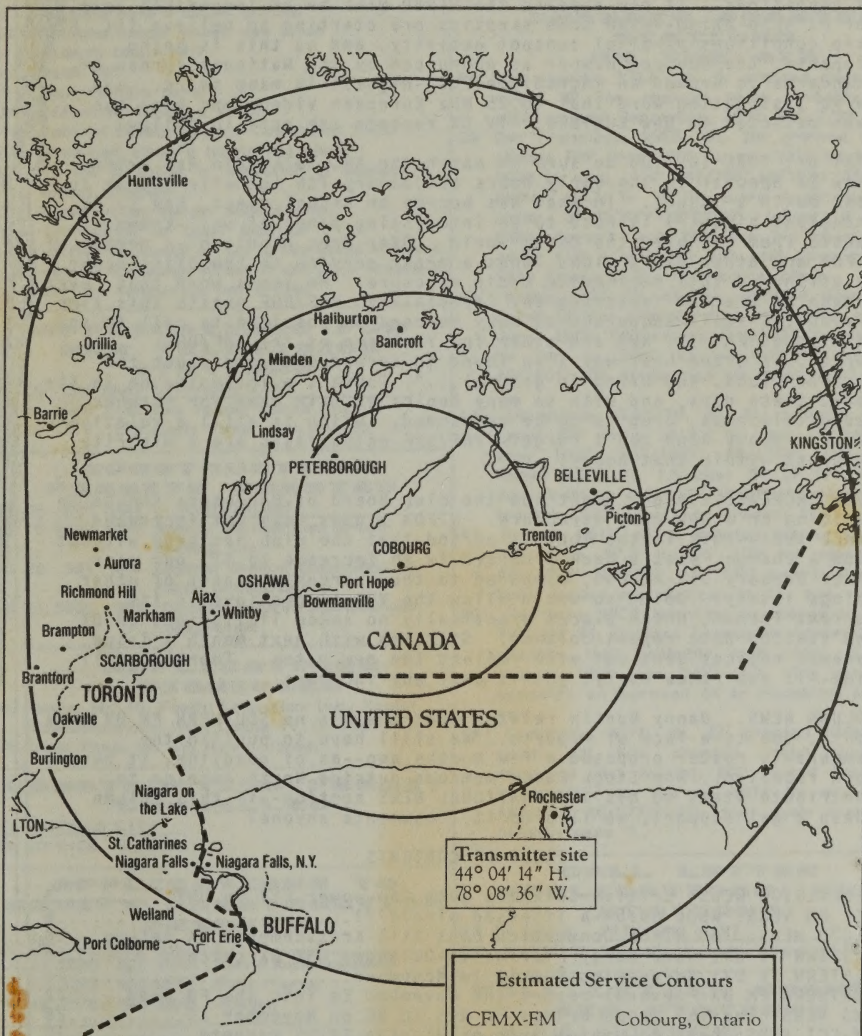 Huntsville
Haliburton
Bancroft
Minden
Orillia
Barrie
Lindsay
PETERBOROUGH
KINGSTON
BELLEVILLE
Picton
Trenton
Newmarket
Aurora
COBOURG
Port Hope
OSHAWA
Bowmanville
Richmond Hill
Ajax
Whitby
Markham
Brampton
SCARBOROUGH
CANADA
Brantford
TORONTO
UNITED STATES
Oakville
Burlington
Niagara on
the Lake
Rochester
LTON
St. Catharines
Niagara Falls
Niagara Falls, N.Y.
Transmitter site
44° 04′ 14″ H.
78° 08′ 36″ W.
Welland
BUFFALO
Fort Erie
Port Colborne
Estimated Service Contours
CFMX-FM Cobourg, Ontario